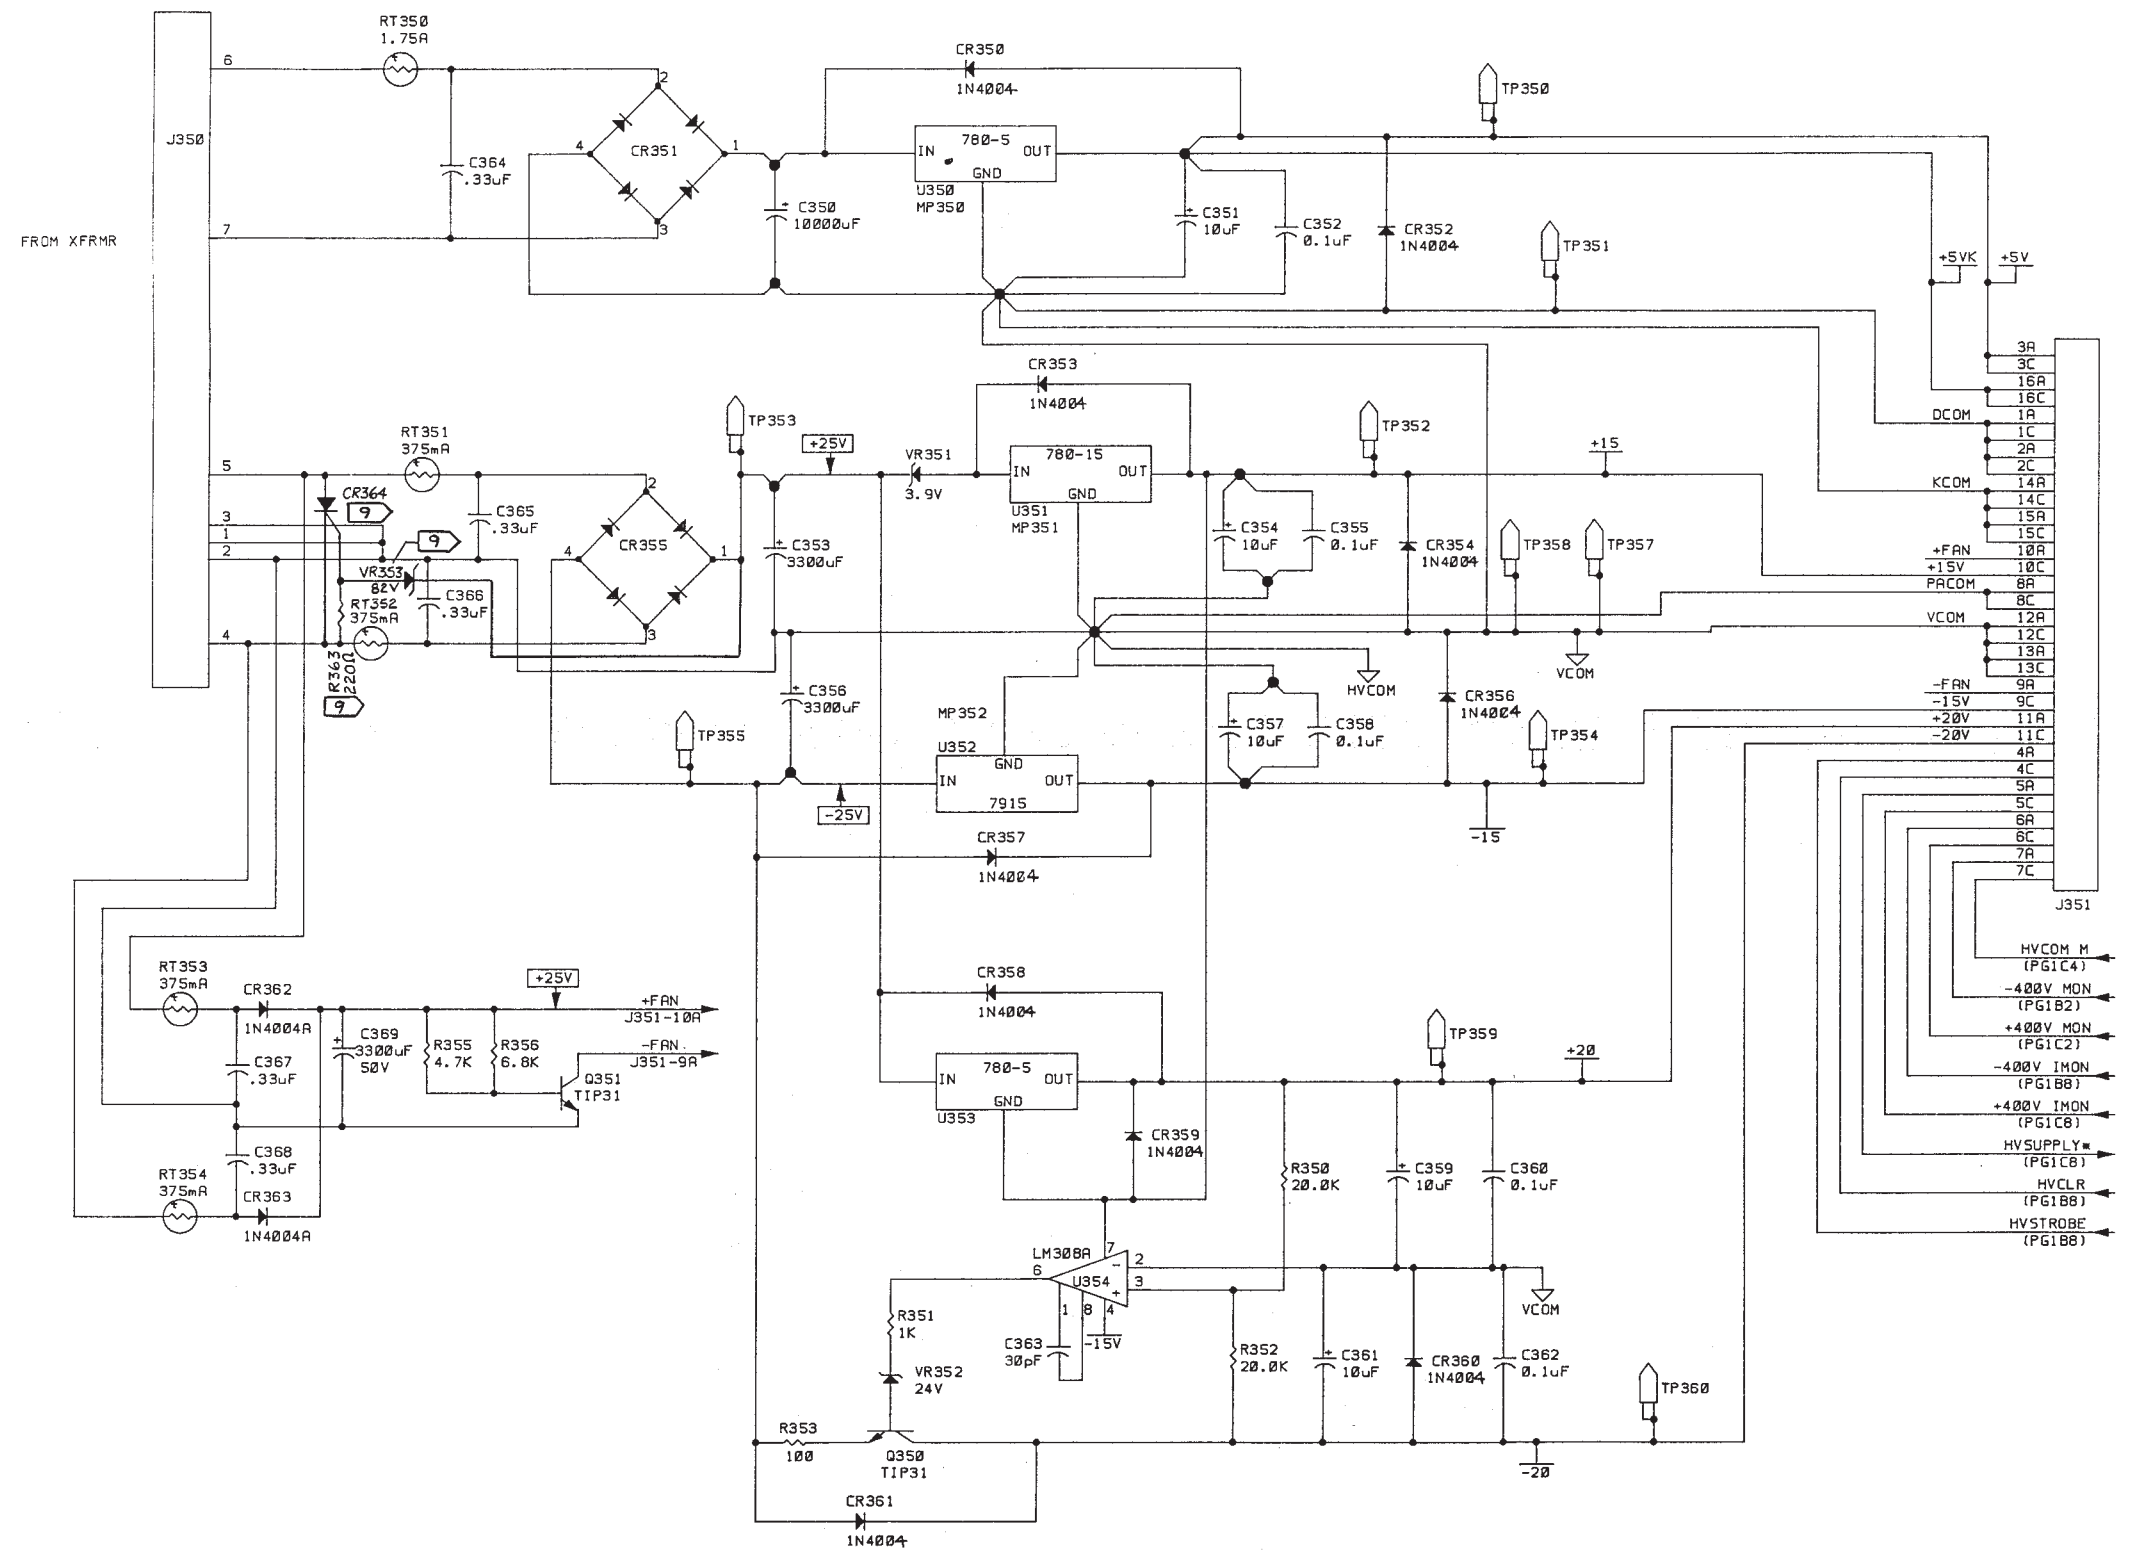 RT350
1.75A
6
J350
7
FROM XFRMR
C364
.33uF
2
4
CR351
1
3
CR350
1N4004
780-5
IN
OUT
GND
U350
MP350
C350
10000uF
C351
10uF
C352
0.1uF
CR352
1N4004
TP350
TP351
+5VK
+5V
3A
3C
16A
16C
DCOM
1A
1C
2A
2C
KCOM
14A
14C
15A
15C
+FAN
10A
+15V
10C
PACOM
8A
8C
VCOM
12A
12C
13A
13C
-FAN
9A
-15V
9C
+20V
11A
-20V
11C
4A
4C
5A
5C
6A
6C
7A
7C
J351
RT351
375mA
5
CR364
9
3
1
2
9
VR353
82V
RT352
375mA
4
R363
220Ω
9
C365
.33uF
C366
.33uF
2
4
CR355
1
3
TP353
+25V
C353
3300uF
VR351
3.9V
CR353
1N4004
780-15
IN
OUT
GND
U351
MP351
C354
10uF
C355
0.1uF
TP352
+15
CR354
1N4004
TP358
TP357
HVCOM
VCOM
C356
3300uF
TP355
-25V
MP352
U352
GND
IN
OUT
7915
C357
10uF
C358
0.1uF
CR356
1N4004
TP354
-15
CR357
1N4004
HVCOM M
(PG1C4)
-400V MON
(PG1B2)
+400V MON
(PG1C2)
-400V IMON
(PG1B8)
+400V IMON
(PG1C8)
HVSUPPLY*
(PG1C8)
HVCLR
(PG1B8)
HVSTROBE
(PG1B8)
RT353
375mA
CR362
1N4004A
+25V
+FAN
J351-10A
-FAN
J351-9A
C369
3300uF
50V
R355
4.7K
R356
6.8K
Q351
TIP31
C367
.33uF
C368
.33uF
RT354
375mA
CR363
1N4004A
CR358
1N4004
780-5
IN
OUT
GND
U353
CR359
1N4004
TP359
+20
R350
20.0K
C359
10uF
C360
0.1uF
LM308A
7
2
-
6
U354
3
+
1
8
4
-15V
C363
30pF
R351
1K
VR352
24V
R352
20.0K
C361
10uF
CR360
1N4004
C362
0.1uF
VCOM
TP360
R353
100
Q350
TIP31
-20
CR361
1N4004